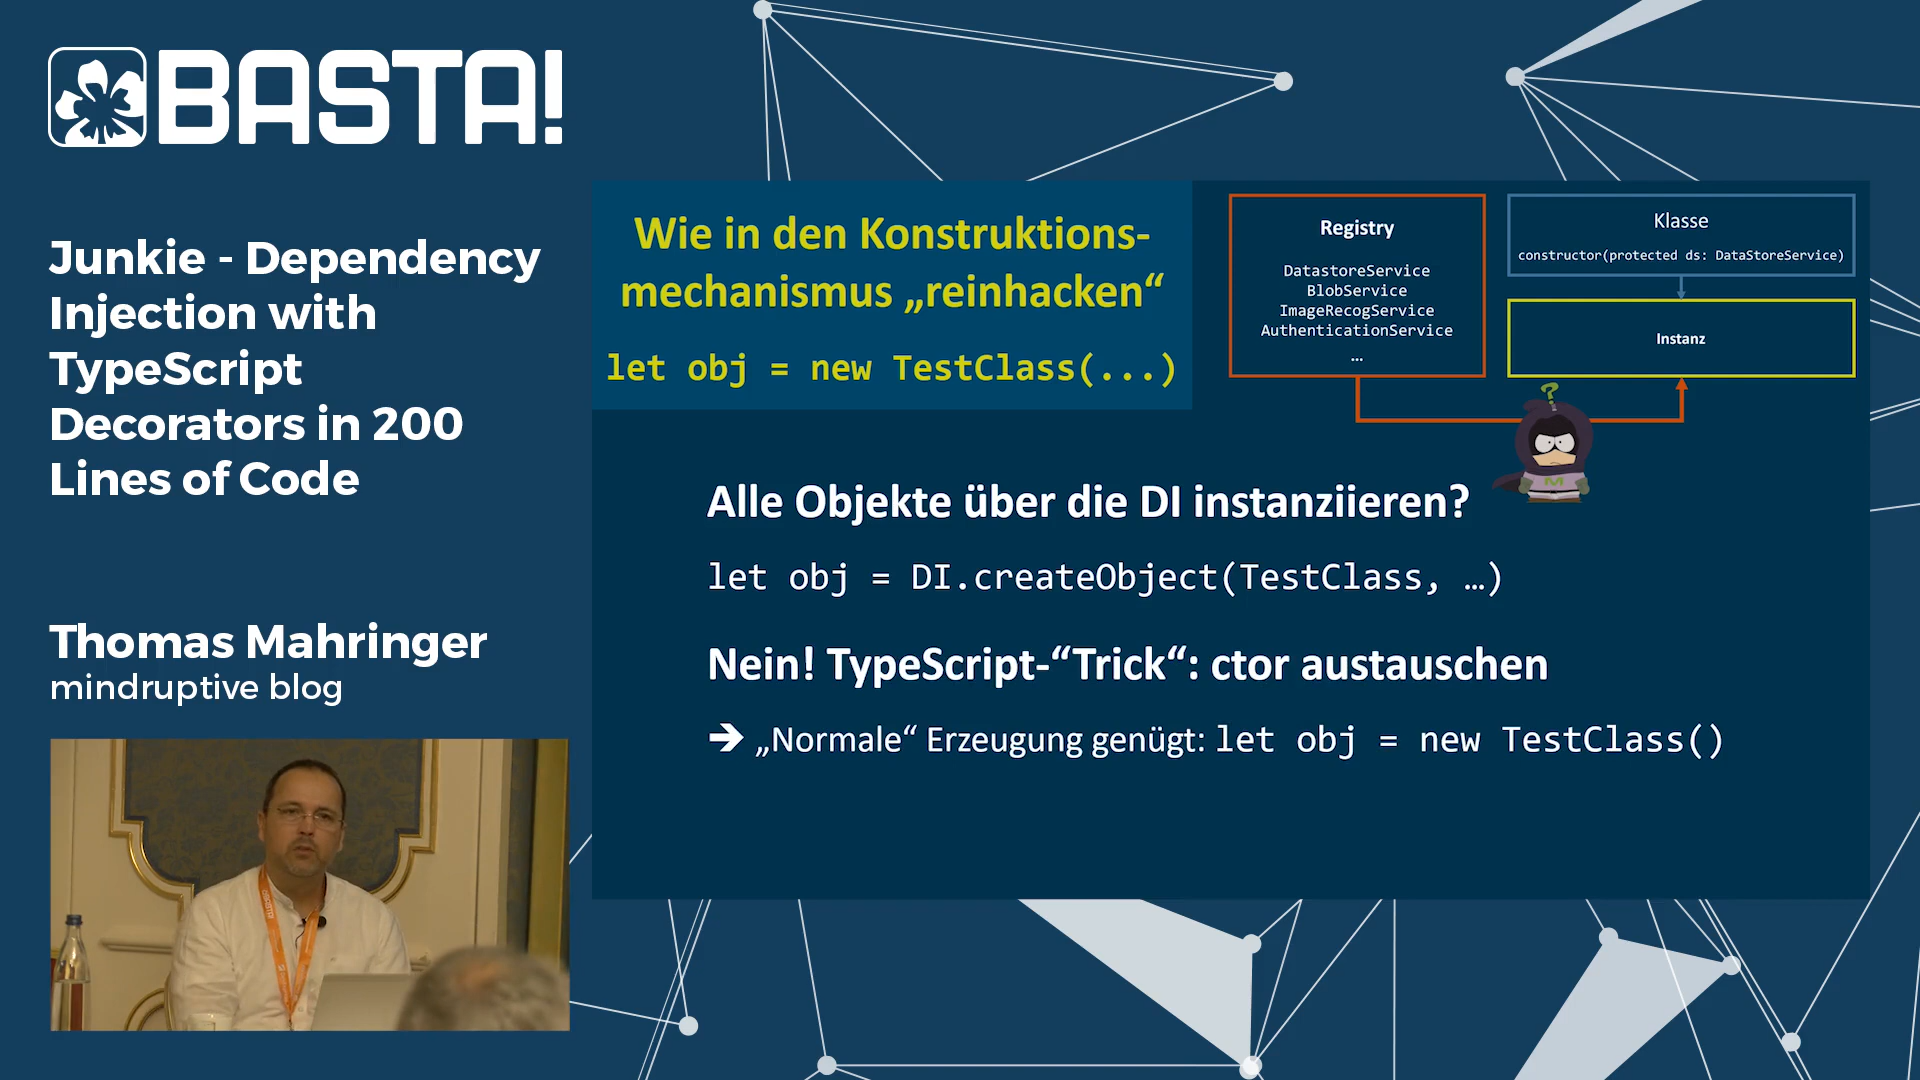 BASTA!
Junkie - Dependency
Injection with
TypeScript
Decorators in 200
Lines of Code
Thomas Mahringer
mindruptive blog
Wie in den Konstruktions-
mechanismus „reinhacken“
let obj = new TestClass(...)
Registry
DatastoreService
BlobService
ImageRecogService
AuthenticationService
…
Klasse
constructor(protected ds: DataStoreService)
Instanz
?
M
Alle Objekte über die DI instanziieren?
let obj = DI.createObject(TestClass, …)
Nein! TypeScript-“Trick“: ctor austauschen
➔ „Normale“ Erzeugung genügt: let obj = new TestClass()